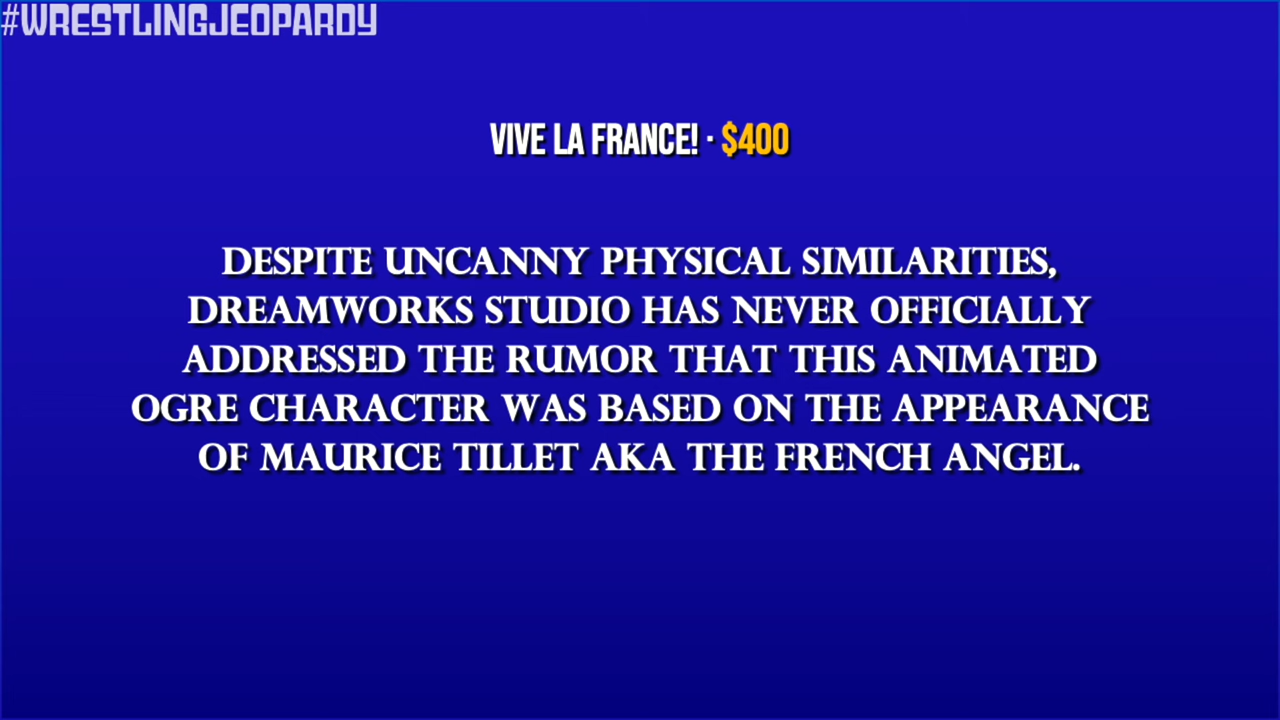 #WRESTLINGJEOPARDY
VIVE LA FRANCE! · $400
DESPITE UNCANNY PHYSICAL SIMILARITIES,
DREAMWORKS STUDIO HAS NEVER OFFICIALLY
ADDRESSED THE RUMOR THAT THIS ANIMATED
OGRE CHARACTER WAS BASED ON THE APPEARANCE
OF MAURICE TILLET AKA THE FRENCH ANGEL.